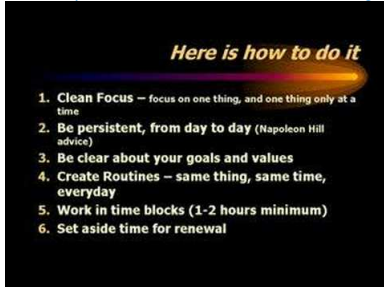 Here is how to do it
1. Clean Focus – focus on one thing, and one thing only at a
time
2. Be persistent, from day to day (Napoleon Hill
advice)
3. Be clear about your goals and values
4. Create Routines – same thing, same time,
everyday
5. Work in time blocks (1-2 hours minimum)
6. Set aside time for renewal